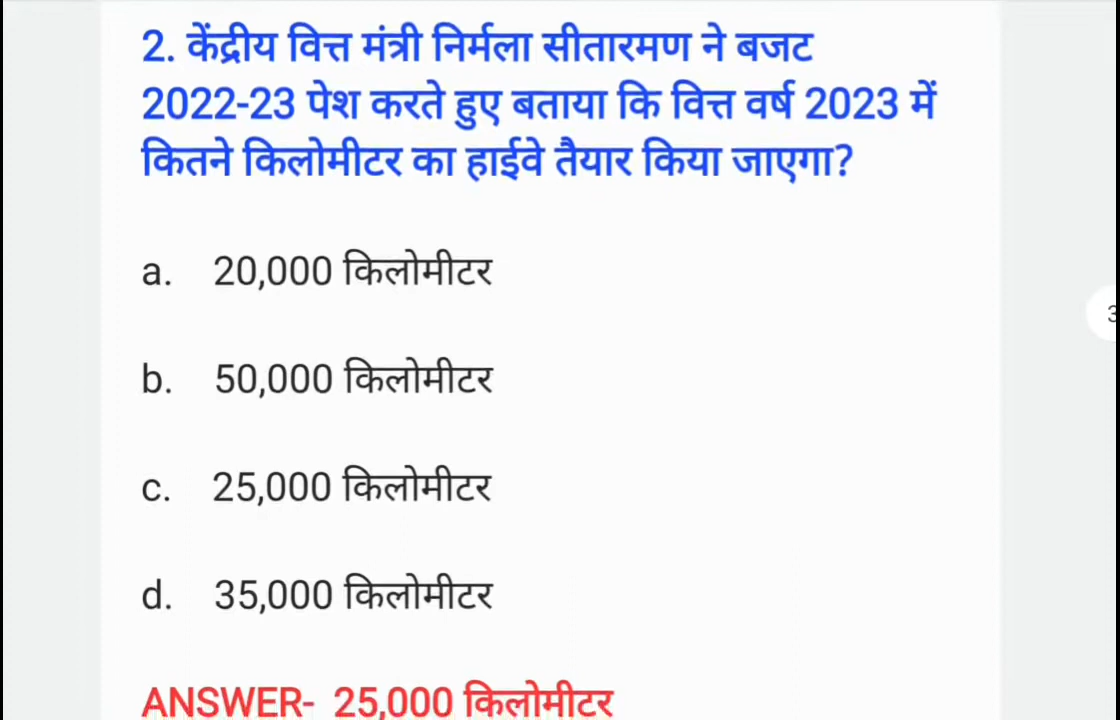 2. केंद्रीय वित्त मंत्री निर्मला सीतारमण ने बजट
2022-23 पेश करते हुए बताया कि वित्त वर्ष 2023 में
कितने किलोमीटर का हाईवे तैयार किया जाएगा?
a. 20,000 किलोमीटर
b. 50,000 किलोमीटर
c. 25,000 किलोमीटर
d. 35,000 किलोमीटर
ANSWER- 25,000 किलोमीटर